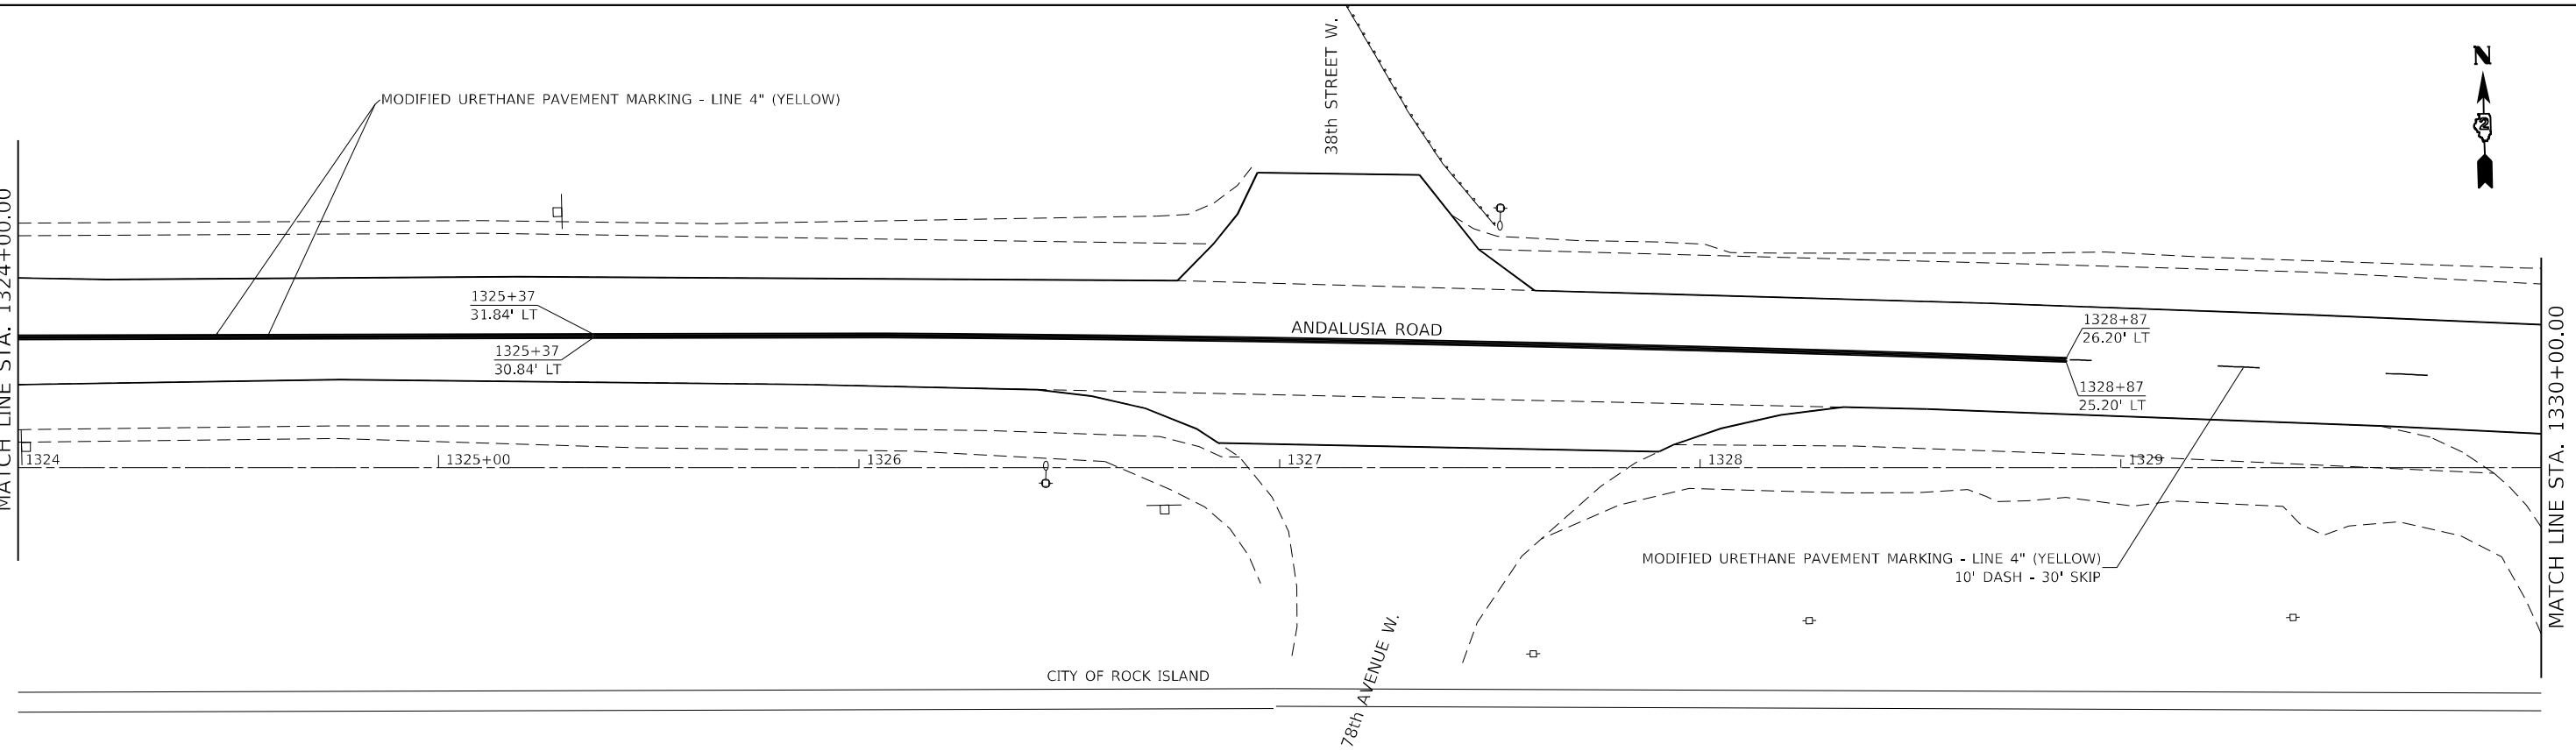 38th STREET W.
N
2
MODIFIED URETHANE PAVEMENT MARKING - LINE 4" (YELLOW)
MATCH LINE STA. 1324+00.00
1325+37
31.84' LT
1325+37
30.84' LT
ANDALUSIA ROAD
1328+87
26.20' LT
1328+87
25.20' LT
MATCH LINE STA. 1330+00.00
1324
1325+00
1326
1327
1328
1329
MODIFIED URETHANE PAVEMENT MARKING - LINE 4" (YELLOW)
10' DASH - 30' SKIP
CITY OF ROCK ISLAND
78th AVENUE W.